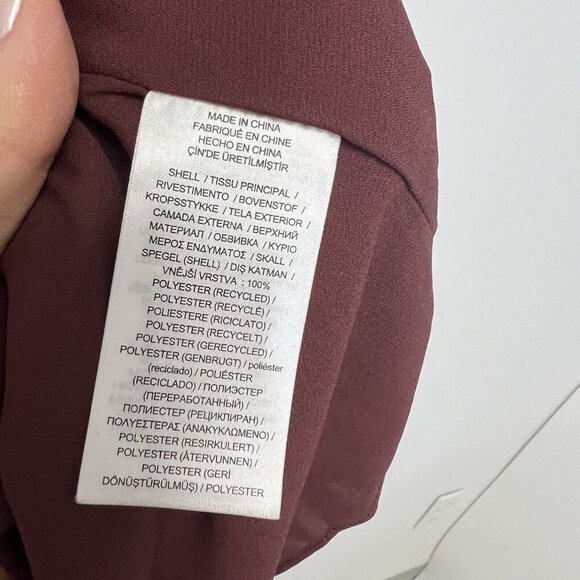 MADE IN CHINA
FABRIQUÉ EN CHINE
HECHO EN CHINA
ÇİN'DE ÜRETİLMİŞTİR
SHELL / TISSU PRINCIPAL /
RIVESTIMENTO / BOVENSTOF /
KROPSSTYKKE / TELA EXTERIOR /
CAMADA EXTERNA / ВЕРХНИЙ
МАТЕРИАЛ / ОБВИВКА / ΚΥΡΙΟ
ΜΕΡΟΣ ΕΝΔΥΜΑΤΟΣ / SKALL /
SPEGEL (SHELL) / DIŞ KATMAN /
VNĚJŠÍ VRSTVA : 100%
POLYESTER (RECYCLED) /
POLYESTER (RECYCLÉ) /
POLIESTERE (RICICLATO) /
POLYESTER (RECYCELT) /
POLYESTER (GERECYCLED) /
POLYESTER (GENBRUGT) / poliéster
(reciclado) / POLIÉSTER
(RECICLADO) / ПОЛИЭСТЕР
(ПЕРЕРАБОТАННЫЙ) /
ПОЛИЕСТЕР (РЕЦИКЛИРАН) /
ΠΟΛΥΕΣΤΕΡΑΣ (ΑΝΑΚΥΚΛΩΜΕΝΟ) /
POLYESTER (RESIRKULERT) /
POLYESTER (ÅTERVUNNEN) /
POLYESTER (GERİ
DÖNÜŞTÜRÜLMÜŞ) / POLYESTER